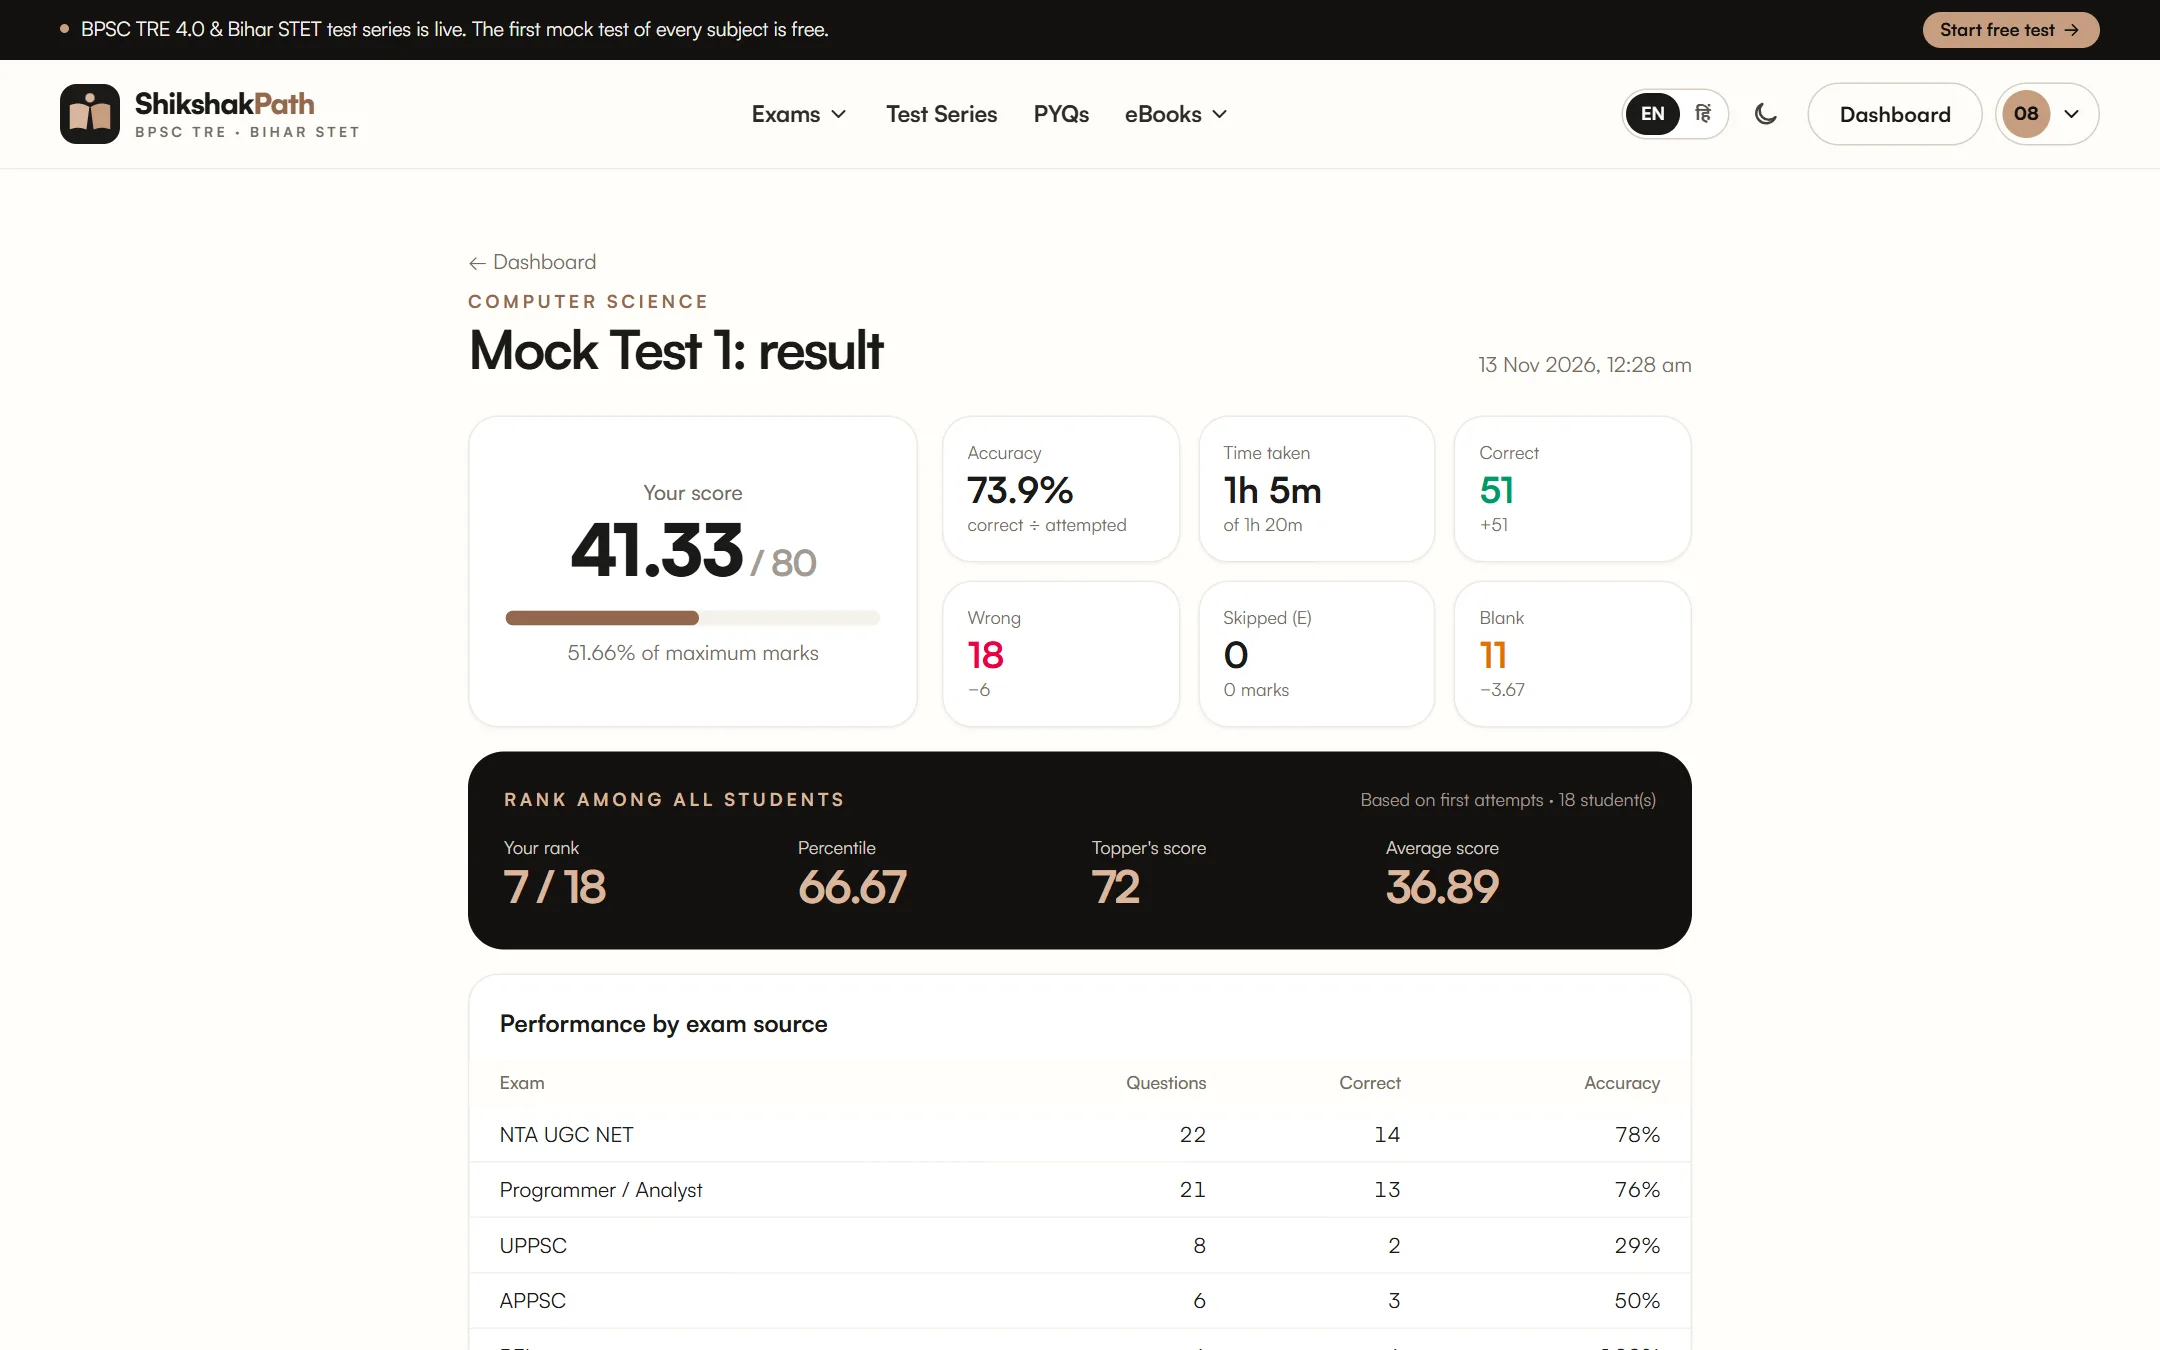 BPSC TRE 4.0 & Bihar STET test series is live. The first mock test of every subject is free.
Start free test →
ShikshakPath
BPSC TRE · BIHAR STET
Exams
Test Series
PYQs
eBooks
EN
हिं
Dashboard
08
← Dashboard
COMPUTER SCIENCE
Mock Test 1: result
13 Nov 2026, 12:28 am
Your score
41.33 / 80
51.66% of maximum marks
Accuracy
73.9%
correct ÷ attempted
Time taken
1h 5m
of 1h 20m
Correct
51
+51
Wrong
18
−6
Skipped (E)
0
0 marks
Blank
11
−3.67
RANK AMONG ALL STUDENTS
Based on first attempts · 18 student(s)
Your rank
7 / 18
Percentile
66.67
Topper's score
72
Average score
36.89
Performance by exam source
Exam Questions Correct Accuracy
NTA UGC NET 22 14 78%
Programmer / Analyst 21 13 76%
UPPSC 8 2 29%
APPSC 6 3 50%